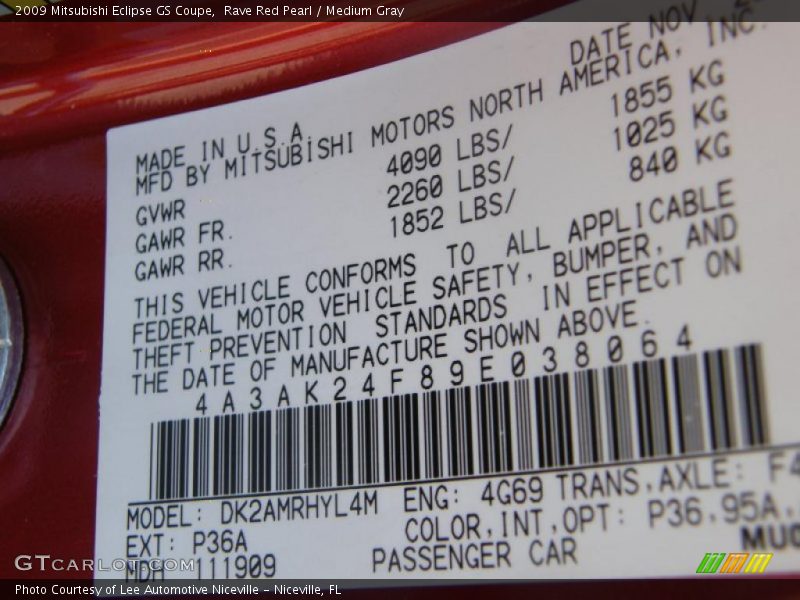 2009 Mitsubishi Eclipse GS Coupe,  Rave Red Pearl / Medium Gray
DATE NOV
MADE IN U.S.A.
MFD BY MITSUBISHI MOTORS NORTH AMERICA, INC.
GVWR 4090 LBS/ 1855 KG
GAWR FR. 2260 LBS/ 1025 KG
GAWR RR. 1852 LBS/ 840 KG
THIS VEHICLE CONFORMS TO ALL APPLICABLE
FEDERAL MOTOR VEHICLE SAFETY, BUMPER, AND
THEFT PREVENTION STANDARDS IN EFFECT ON
THE DATE OF MANUFACTURE SHOWN ABOVE.
4A3AK24F89E038064
MODEL: DK2AMRHYL4M ENG: 4G69 TRANS,AXLE: F4
EXT: P36A COLOR,INT,OPT: P36,95A,
MDH 111909 PASSENGER CAR MUC
GTCARLOT.COM
Photo Courtesy of Lee Automotive Niceville - Niceville, FL